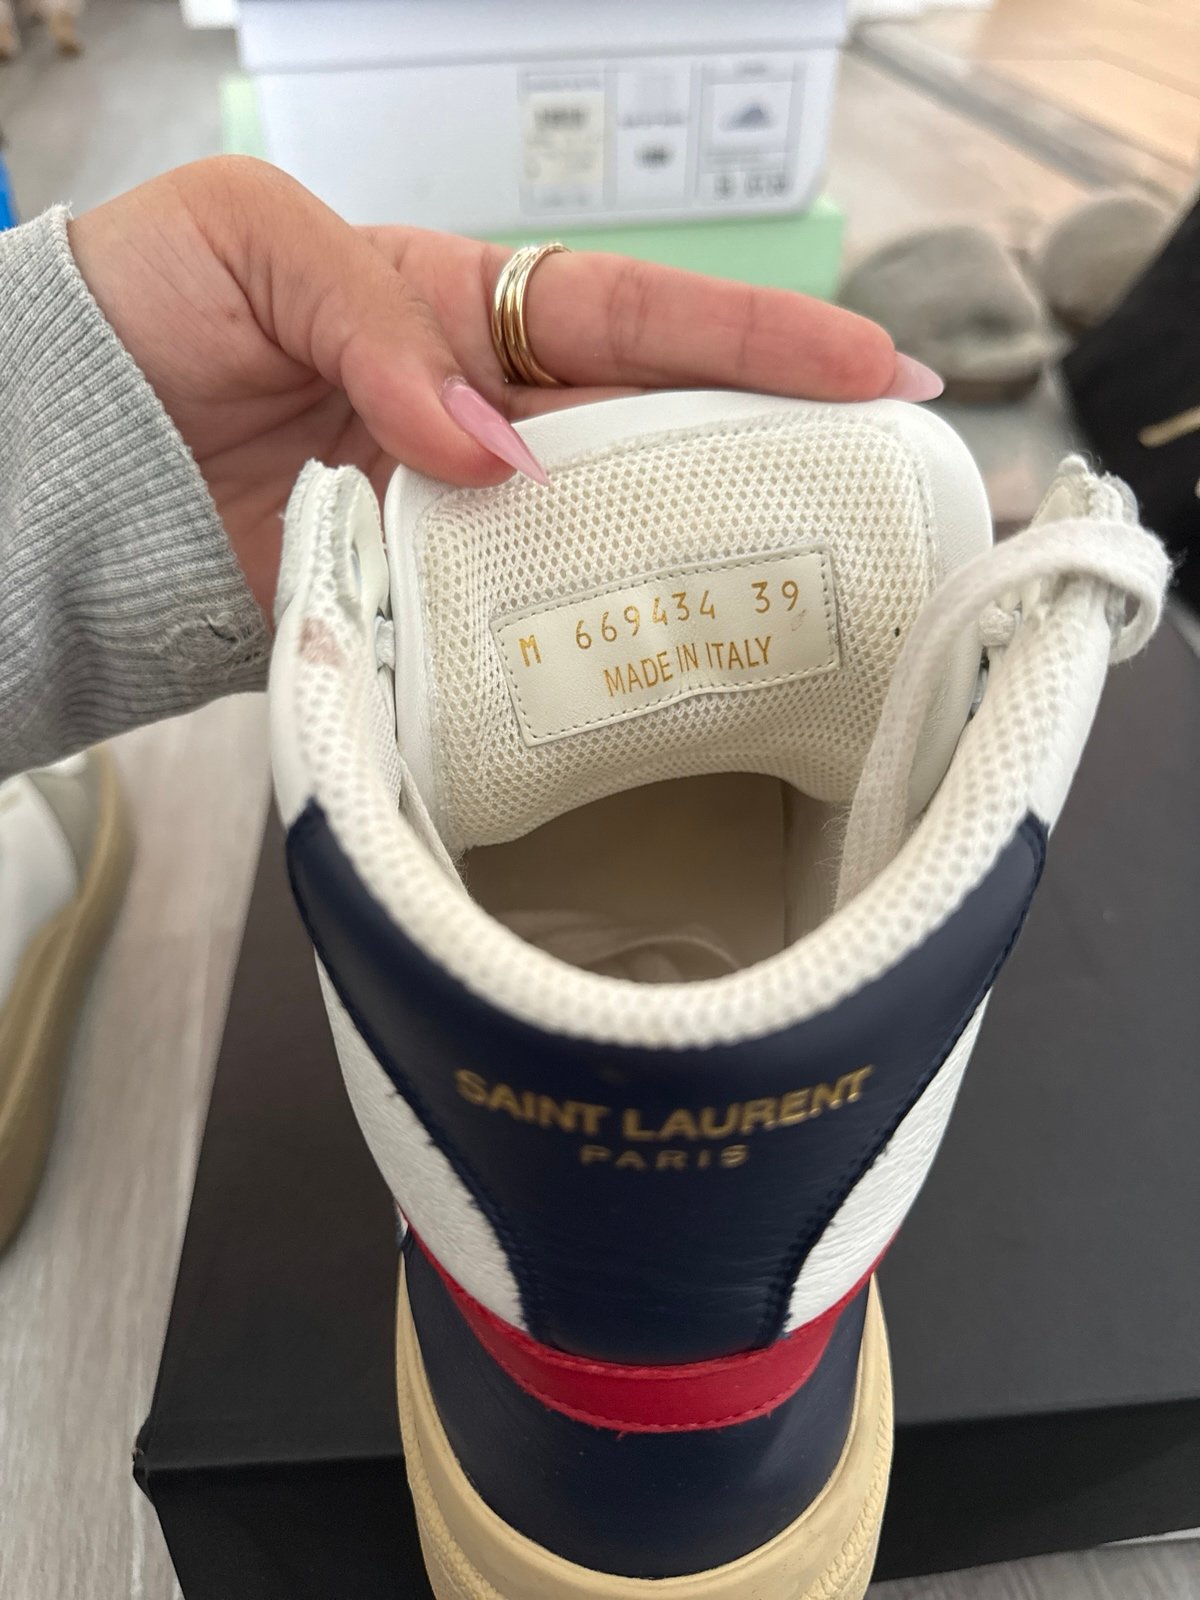 M 669434 39
MADE IN ITALY
SAINT LAURENT
PARIS